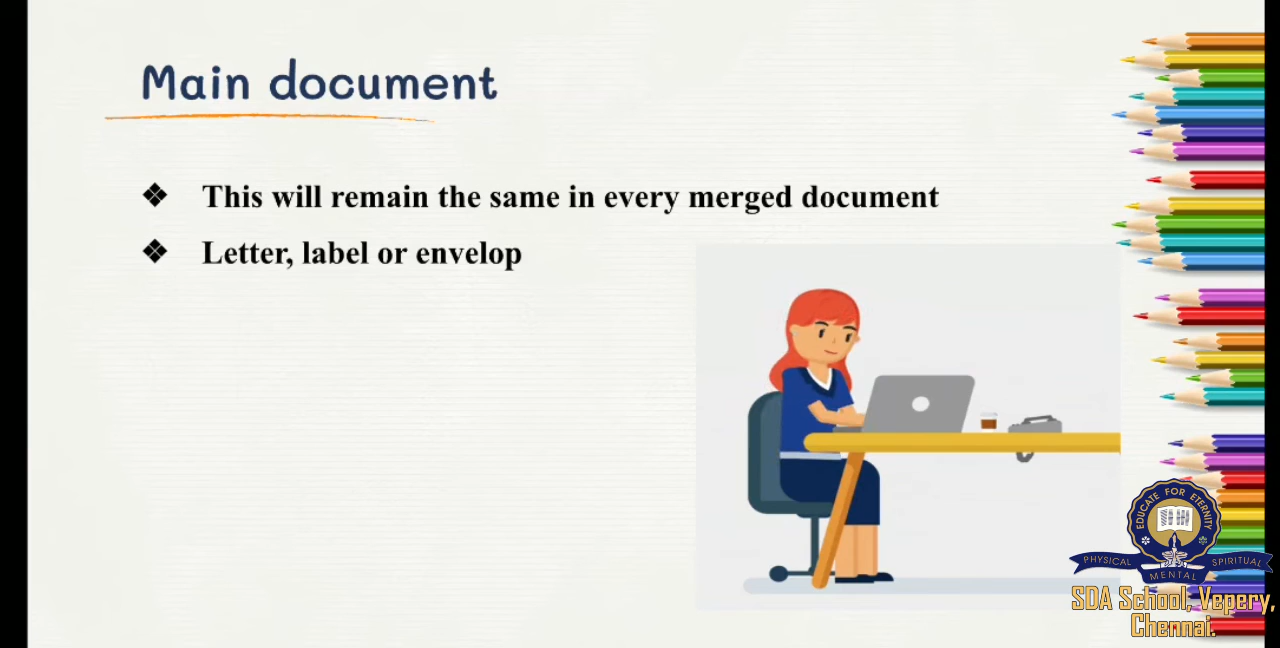 Main document
❖ This will remain the same in every merged document
❖ Letter, label or envelop
EDUCATE FOR ETERNITY
PHYSICAL
MENTAL
SPIRITUAL
SDA School, Vepery,
Chennai.